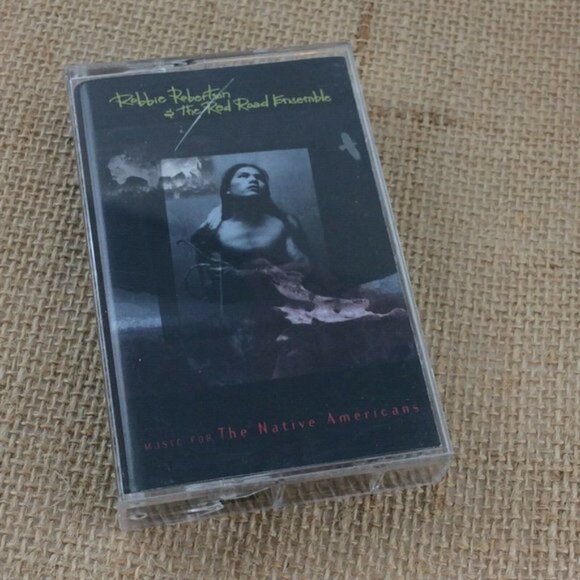 Robbie Robertson
& The Red Road Ensemble
MUSIC FOR The Native Americans